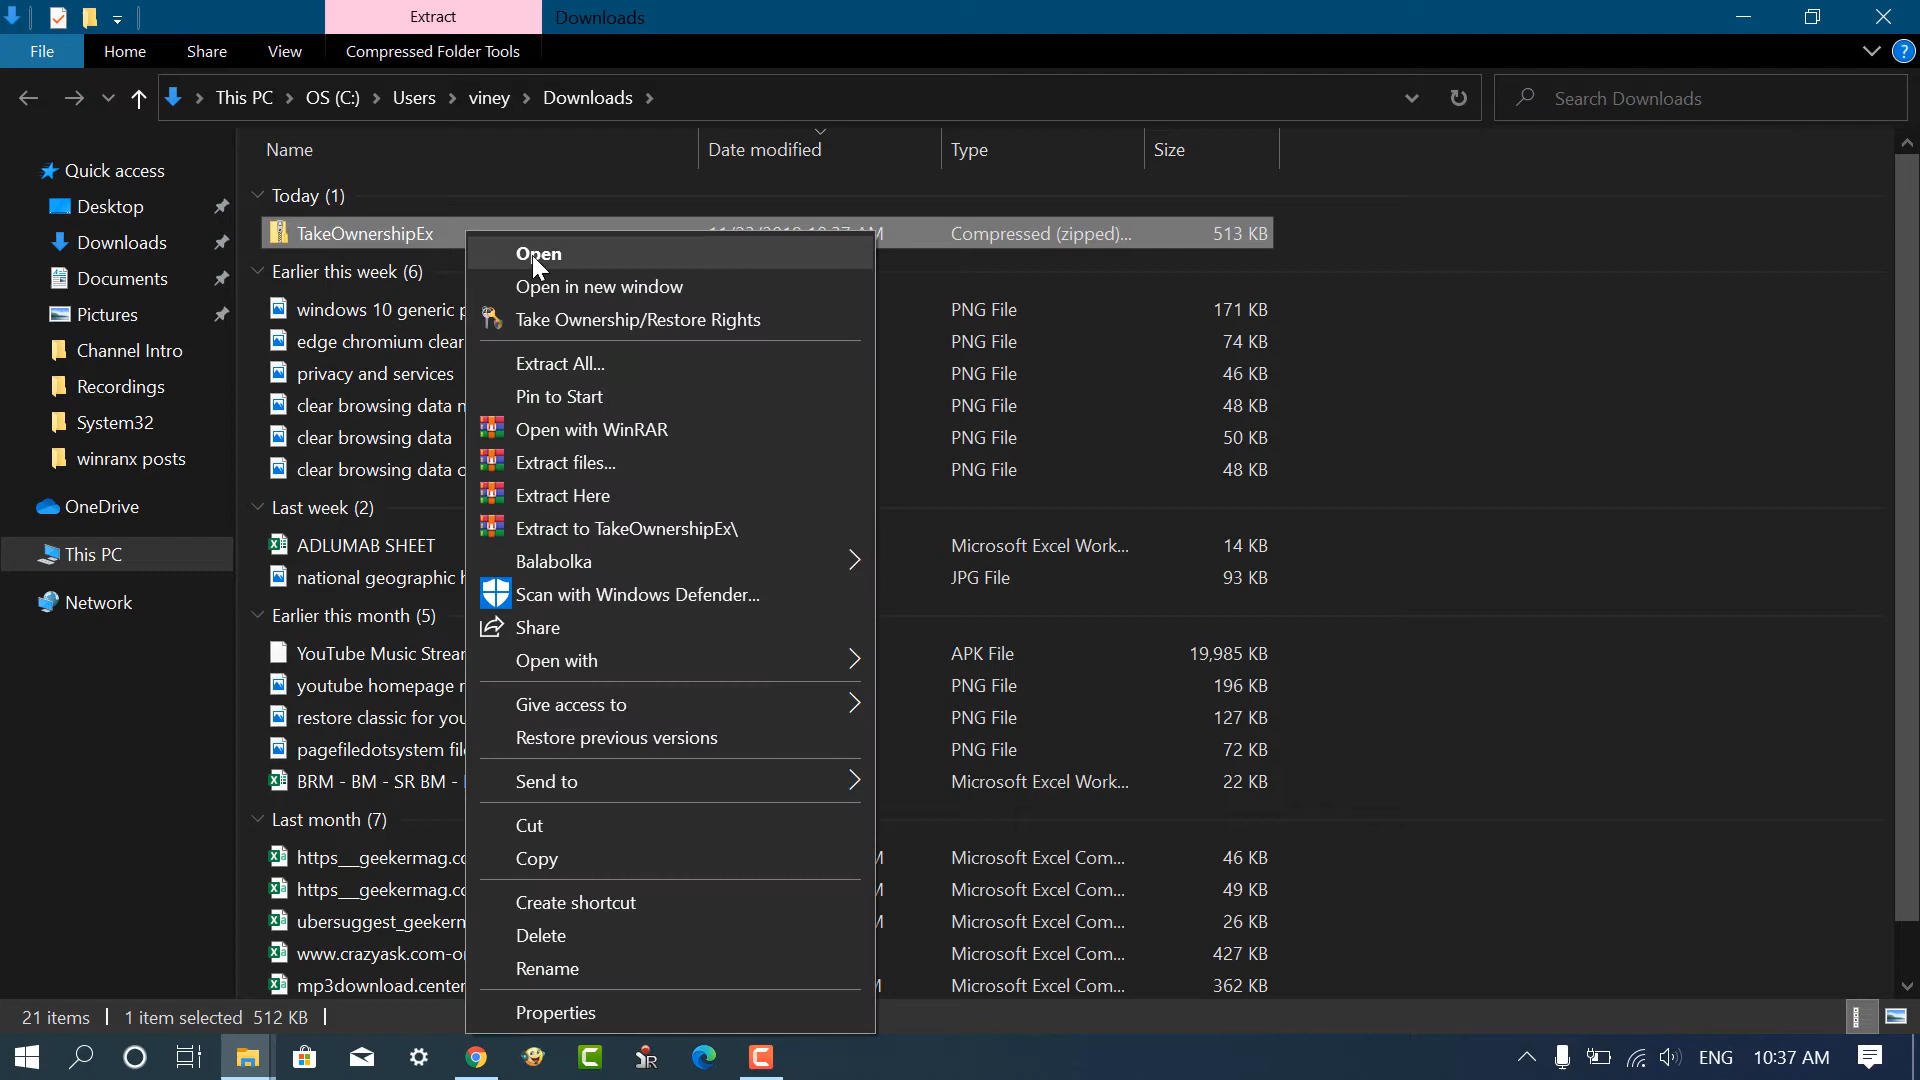 Extract
Downloads
File
Home
Share
View
Compressed Folder Tools
?
This PC
OS (C:)
Users
viney
Downloads
Search Downloads
Name
Date modified
Type
Size
Quick access
Desktop
Downloads
Documents
Pictures
Channel Intro
Recordings
System32
winranx posts
OneDrive
This PC
Network
Today (1)
TakeOwnershipEx
Compressed (zipped)...
513 KB
Earlier this week (6)
windows 10 generic
PNG File
171 KB
edge chromium clear
PNG File
74 KB
privacy and services
PNG File
46 KB
clear browsing data
PNG File
48 KB
clear browsing data
PNG File
50 KB
clear browsing data
PNG File
48 KB
Last week (2)
ADLUMAB SHEET
Microsoft Excel Work...
14 KB
national geographic
JPG File
93 KB
Earlier this month (5)
YouTube Music
APK File
19,985 KB
youtube homepage
PNG File
196 KB
restore classic for
PNG File
127 KB
pagefiledotsystem
PNG File
72 KB
BRM - BM - SR BM -
Microsoft Excel Work...
22 KB
Last month (7)
Microsoft Excel Com...
46 KB
Microsoft Excel Com...
49 KB
Microsoft Excel Com...
26 KB
Microsoft Excel Com...
427 KB
mp3download.center
Microsoft Excel Com...
362 KB
Open
Open in new window
Take Ownership/Restore Rights
Extract All...
Pin to Start
Open with WinRAR
Extract files...
Extract Here
Extract to TakeOwnershipEx\
Balabolka
Scan with Windows Defender...
Share
Open with
Give access to
Restore previous versions
Send to
Cut
Copy
Create shortcut
Delete
Rename
Properties
21 items
1 item selected 512 KB
ENG
10:37 AM